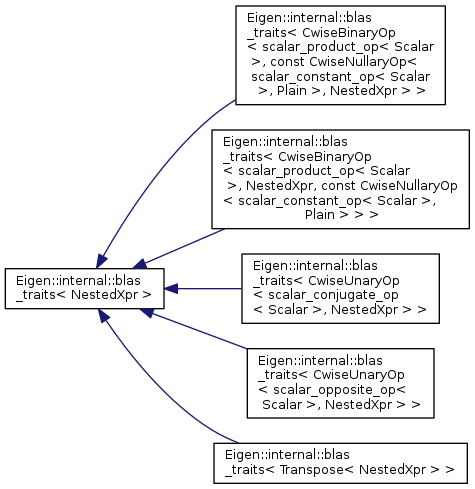 Eigen::internal::blas
_traits< CwiseBinaryOp
< scalar_product_op< Scalar
>, const CwiseNullaryOp<
scalar_constant_op< Scalar
>, Plain >, NestedXpr > >
Eigen::internal::blas
_traits< CwiseBinaryOp
< scalar_product_op< Scalar
>, NestedXpr, const CwiseNullaryOp
< scalar_constant_op< Scalar >,
Plain > > >
Eigen::internal::blas
_traits< NestedXpr >
Eigen::internal::blas
_traits< CwiseUnaryOp
< scalar_conjugate_op
< Scalar >, NestedXpr > >
Eigen::internal::blas
_traits< CwiseUnaryOp
< scalar_opposite_op<
Scalar >, NestedXpr > >
Eigen::internal::blas
_traits< Transpose< NestedXpr > >